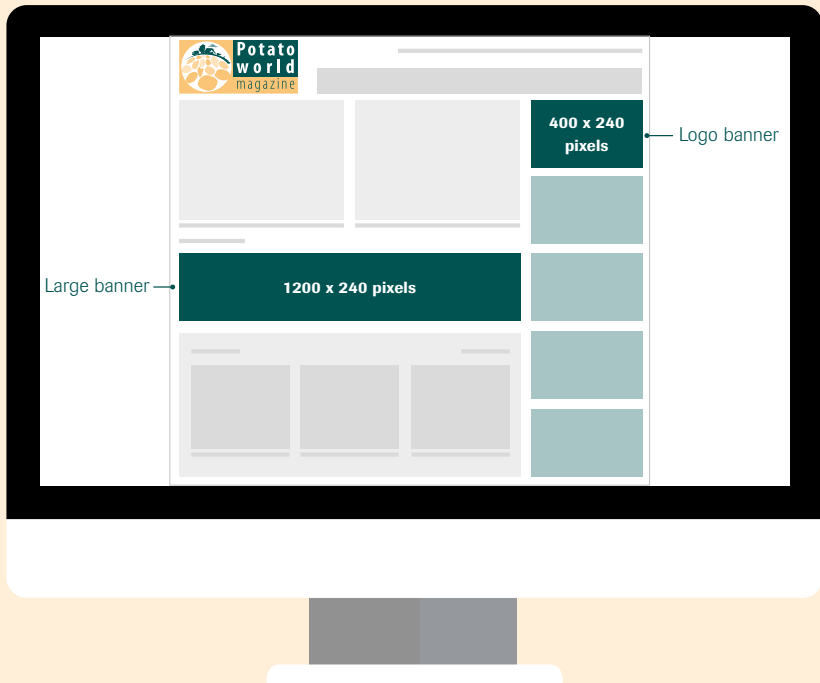 Potato
world
magazine
400 x 240
pixels
Logo banner
Large banner
1200 x 240 pixels